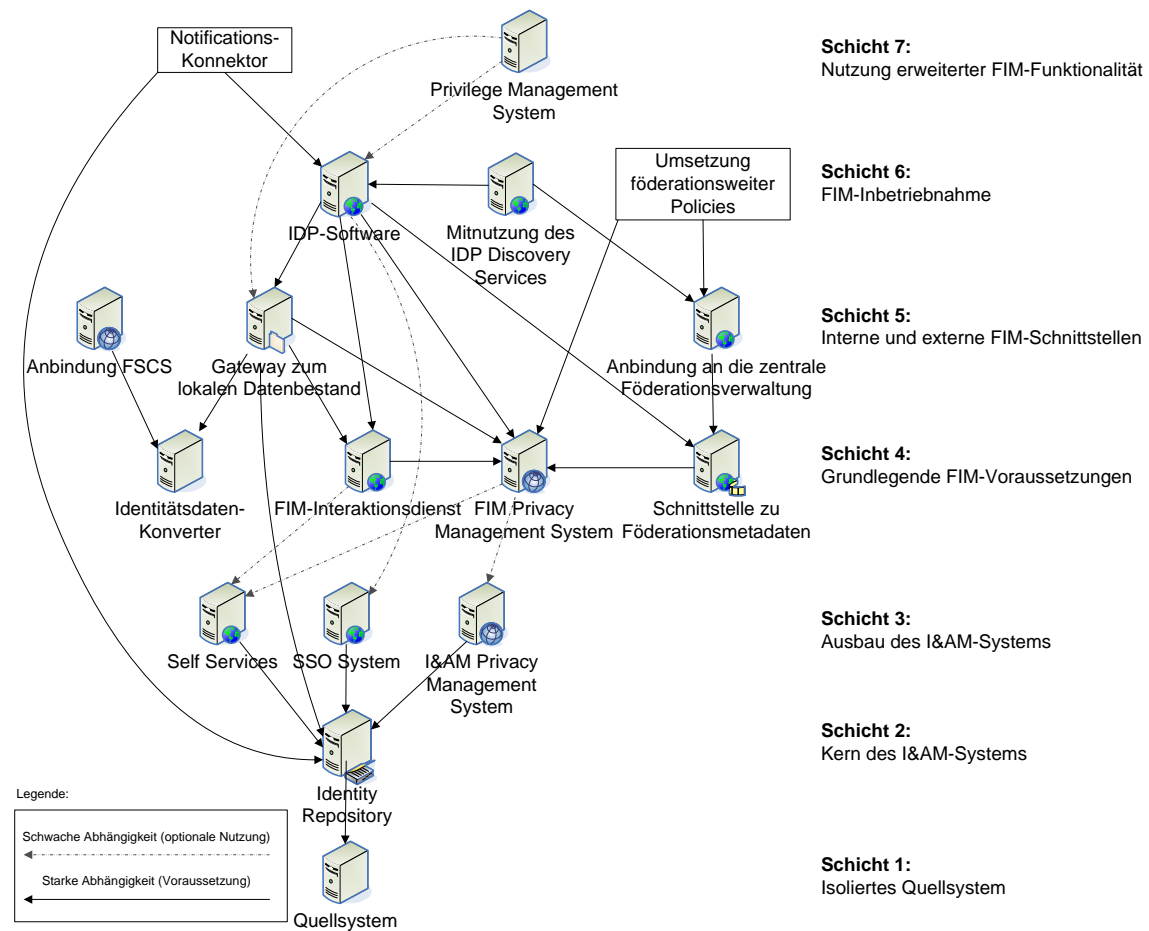 Notifications-
Konnektor
Privilege Management
System
Schicht 7:
Nutzung erweiterter FIM-Funktionalität
IDP-Software
Mitnutzung des
IDP Discovery
Services
Umsetzung
föderationsweiter
Policies
Schicht 6:
FIM-Inbetriebnahme
Anbindung FSCS
Gateway zum
lokalen Datenbestand
Anbindung an die zentrale
Föderationsverwaltung
Schicht 5:
Interne und externe FIM-Schnittstellen
Identitätsdaten-
Konverter
FIM-Interaktionsdienst
FIM Privacy
Management System
Schnittstelle zu
Föderationsmetadaten
Schicht 4:
Grundlegende FIM-Voraussetzungen
Self Services
SSO System
I&AM Privacy
Management
System
Schicht 3:
Ausbau des I&AM-Systems
Identity
Repository
Schicht 2:
Kern des I&AM-Systems
Legende:
Schwache Abhängigkeit (optionale Nutzung)
Starke Abhängigkeit (Voraussetzung)
Quellsystem
Schicht 1:
Isoliertes Quellsystem